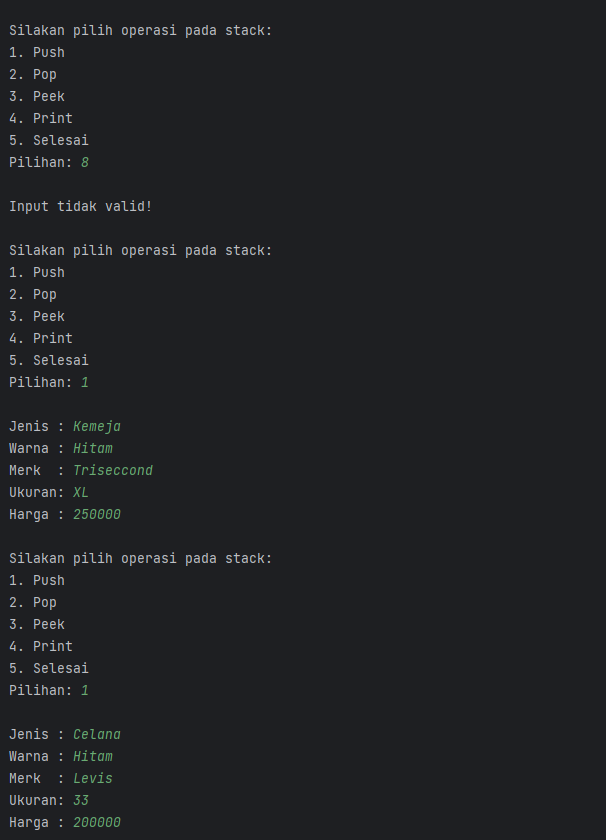 Silakan pilih operasi pada stack:
1. Push
2. Pop
3. Peek
4. Print
5. Selesai
Pilihan: 8
Input tidak valid!
Silakan pilih operasi pada stack:
1. Push
2. Pop
3. Peek
4. Print
5. Selesai
Pilihan: 1
Jenis : Kemeja
Warna : Hitam
Merk  : Triseccond
Ukuran: XL
Harga : 250000
Silakan pilih operasi pada stack:
1. Push
2. Pop
3. Peek
4. Print
5. Selesai
Pilihan: 1
Jenis : Celana
Warna : Hitam
Merk  : Levis
Ukuran: 33
Harga : 200000